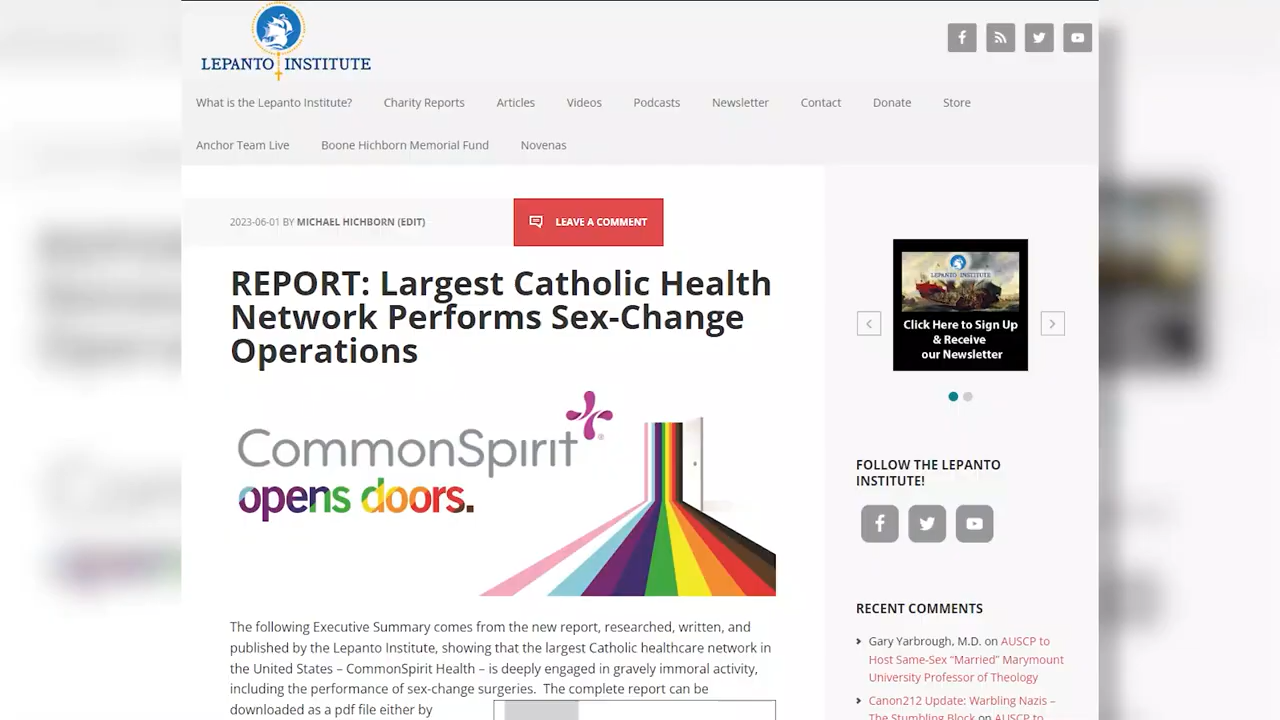 LEPANTO INSTITUTE
What is the Lepanto Institute? Charity Reports Articles Videos Podcasts Newsletter Contact Donate Store
Anchor Team Live Boone Hichborn Memorial Fund Novenas
2023-06-01 BY MICHAEL HICHBORN (EDIT)
LEAVE A COMMENT
REPORT: Largest Catholic Health
Network Performs Sex-Change
Operations
CommonSpirit
opens doors.
The following Executive Summary comes from the new report, researched, written, and
published by the Lepanto Institute, showing that the largest Catholic healthcare network in
the United States – CommonSpirit Health – is deeply engaged in gravely immoral activity,
including the performance of sex-change surgeries. The complete report can be
downloaded as a pdf file either by
LEPANTO INSTITUTE
Click Here to Sign Up
& Receive
our Newsletter
FOLLOW THE LEPANTO
INSTITUTE!
RECENT COMMENTS
Gary Yarbrough, M.D. on AUSCP to
Host Same-Sex “Married” Marymount
University Professor of Theology
Canon212 Update: Warbling Nazis –
The Stumbling Block on AUSCP to